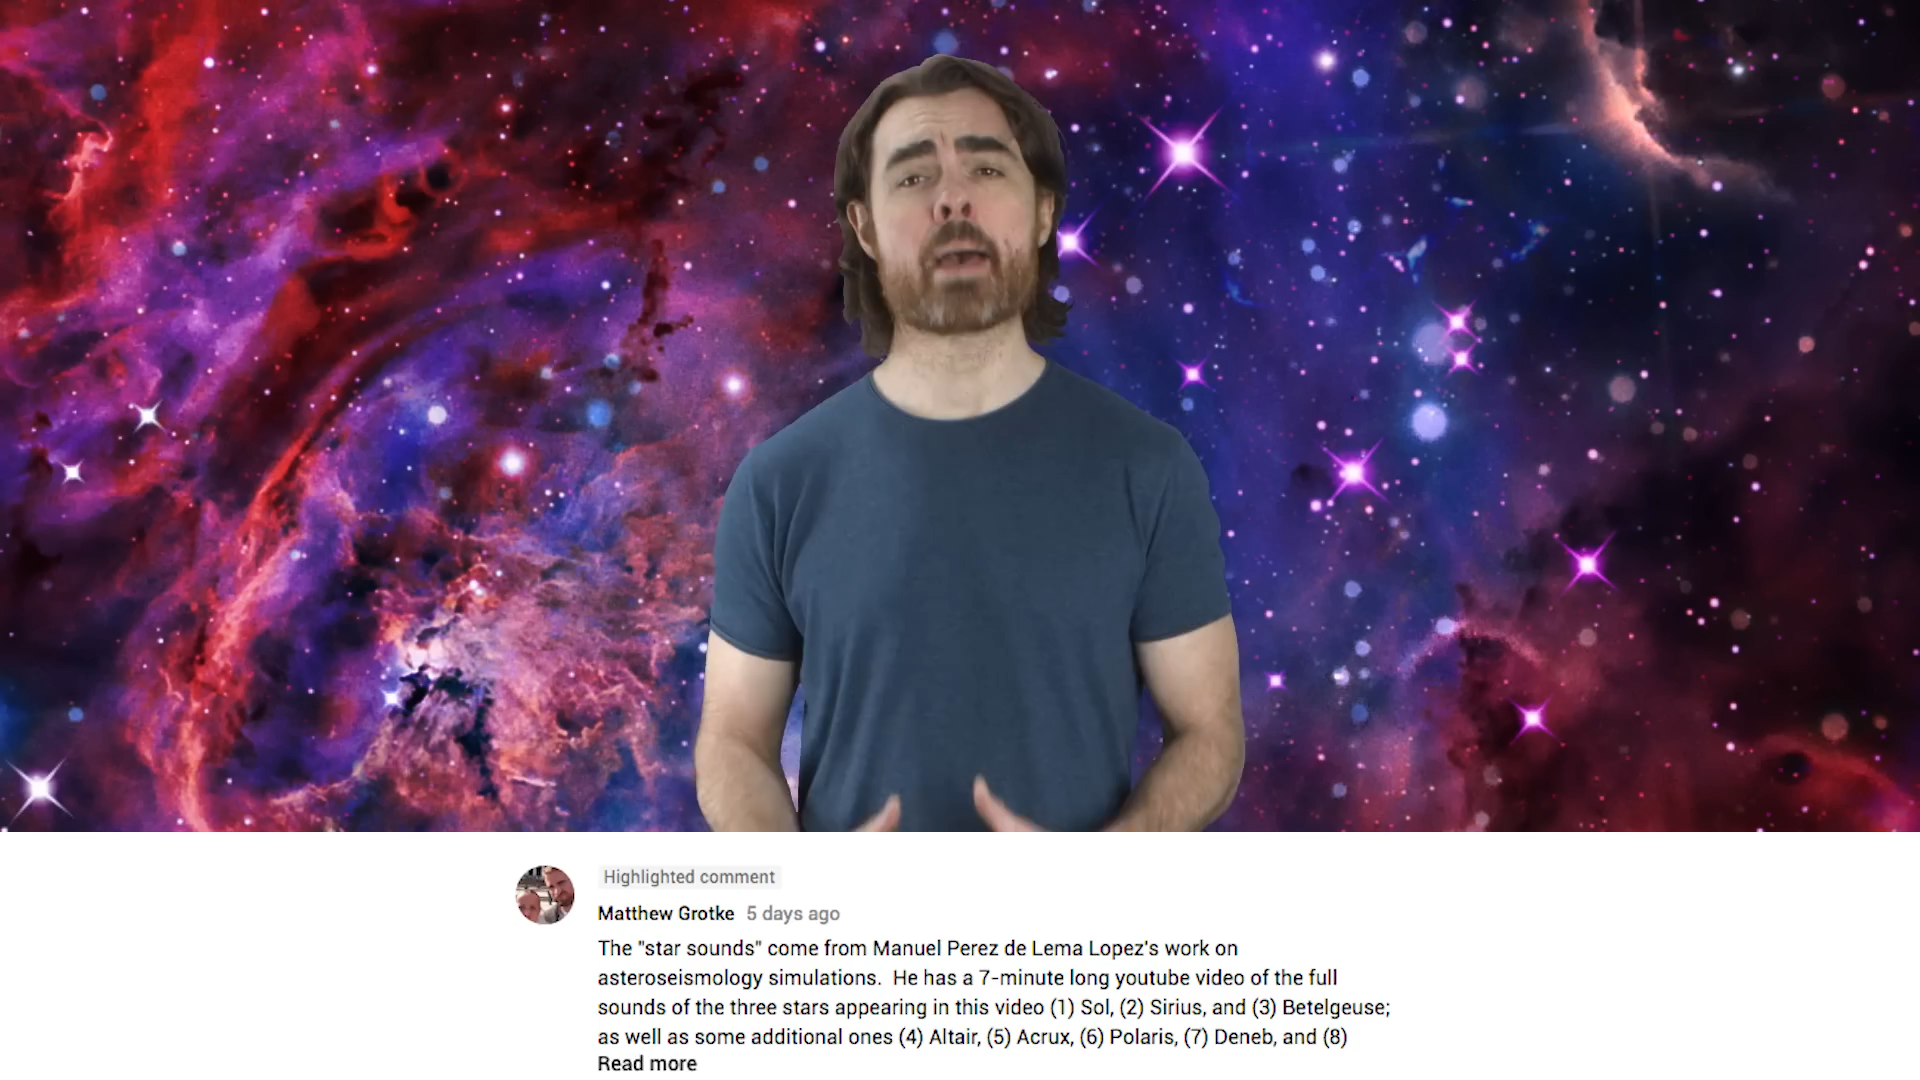 Highlighted comment
Matthew Grotke 5 days ago
The "star sounds" come from Manuel Perez de Lema Lopez's work on
asteroseismology simulations. He has a 7-minute long youtube video of the full
sounds of the three stars appearing in this video (1) Sol, (2) Sirius, and (3) Betelgeuse;
as well as some additional ones (4) Altair, (5) Acrux, (6) Polaris, (7) Deneb, and (8)
Read more